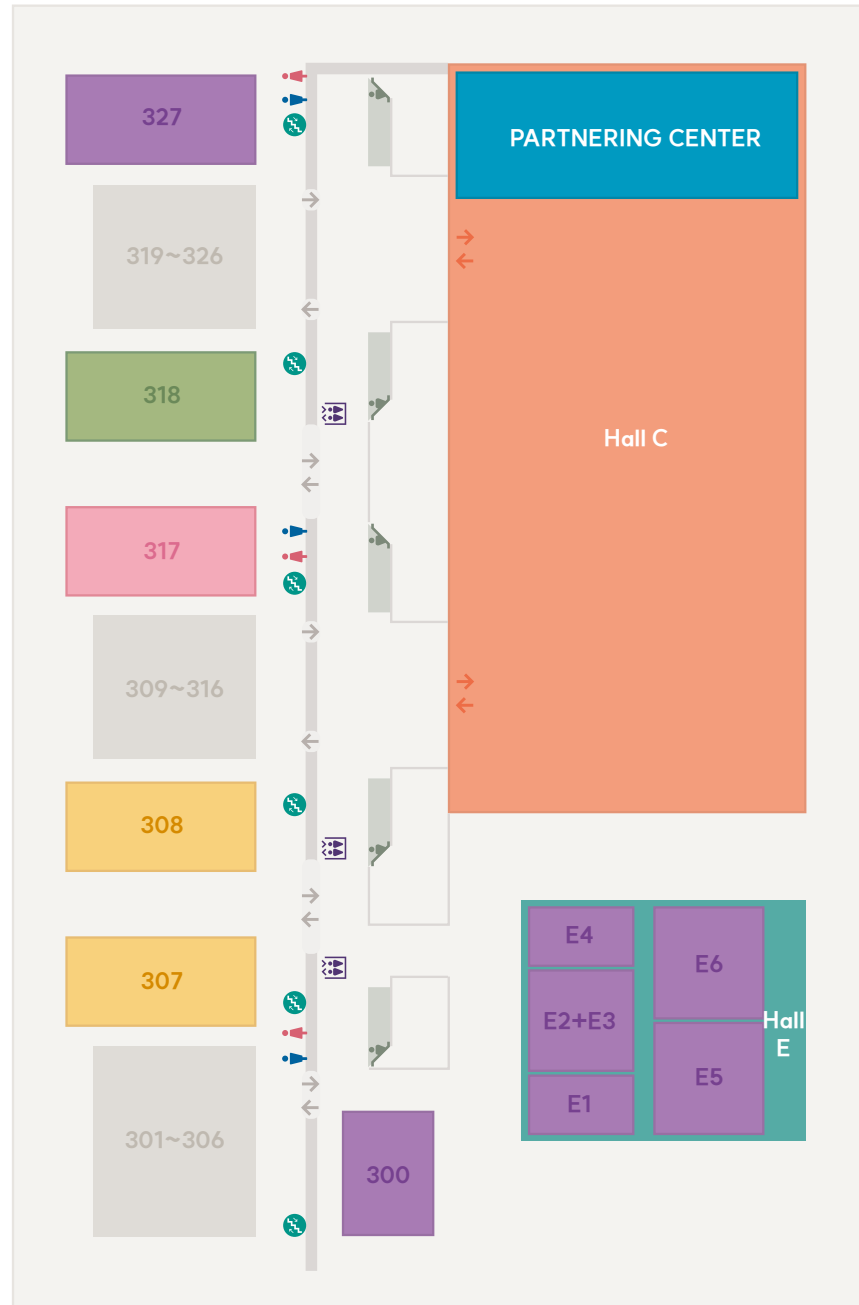 327
PARTNERING CENTER
319~326
318
Hall C
317
309~316
308
307
E4
E6
E2+E3
Hall
E
E5
E1
301~306
300